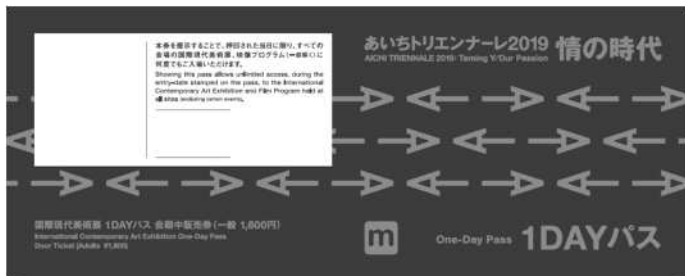 本券を提示することで、押印された当日に限り、すべての
会場の国際現代美術展、映像プログラム(一部除く)に
何度でもご入場いただけます。
Showing this pass allows unlimited access, during the
entry-date stamped on the pass, to the International
Contemporary Art Exhibition and Film Program held at
all sites (excluding certain events).
あいちトリエンナーレ2019 情の時代
AICHI TRIENNALE 2019: Taming Y/Our Passion
国際現代美術展 1DAYパス 会期中販売券(一般 1,600円)
International Contemporary Art Exhibition One-Day Pass
Door Ticket (Adults ¥1,600)
m
One-Day Pass 1DAYパス